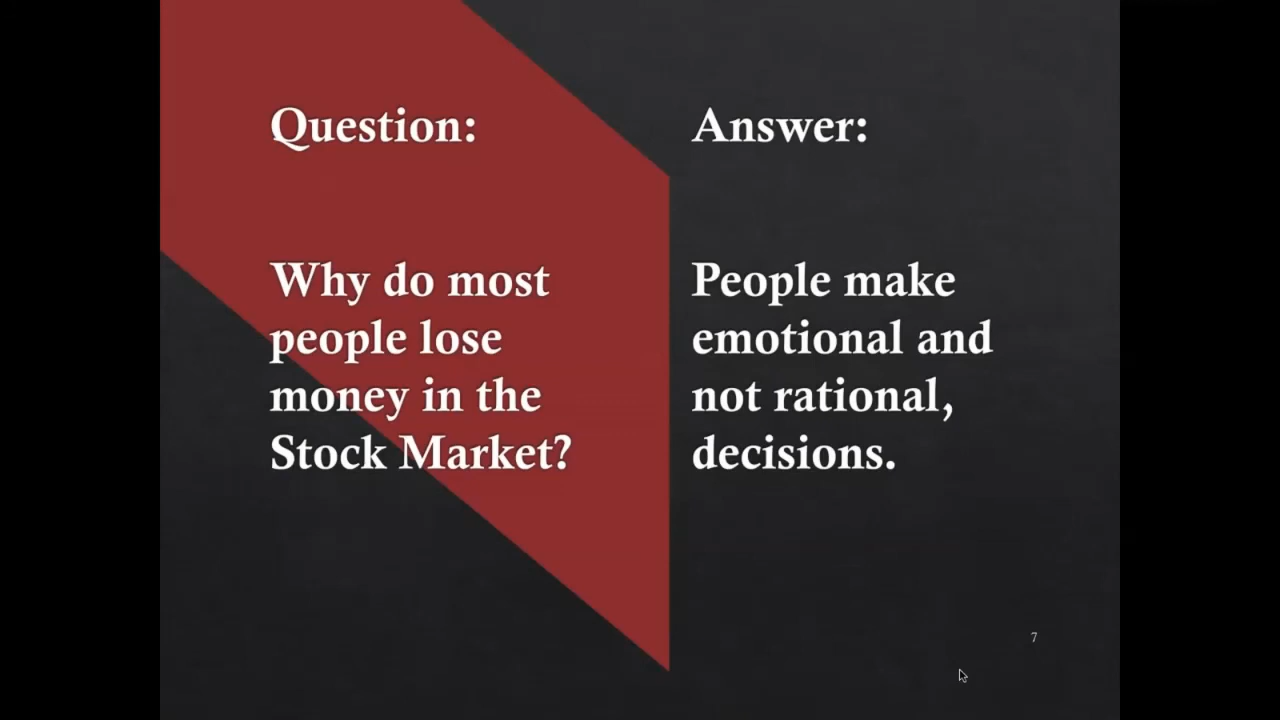 Question:
Why do most
people lose
money in the
Stock Market?
Answer:
People make
emotional and
not rational,
decisions.
7